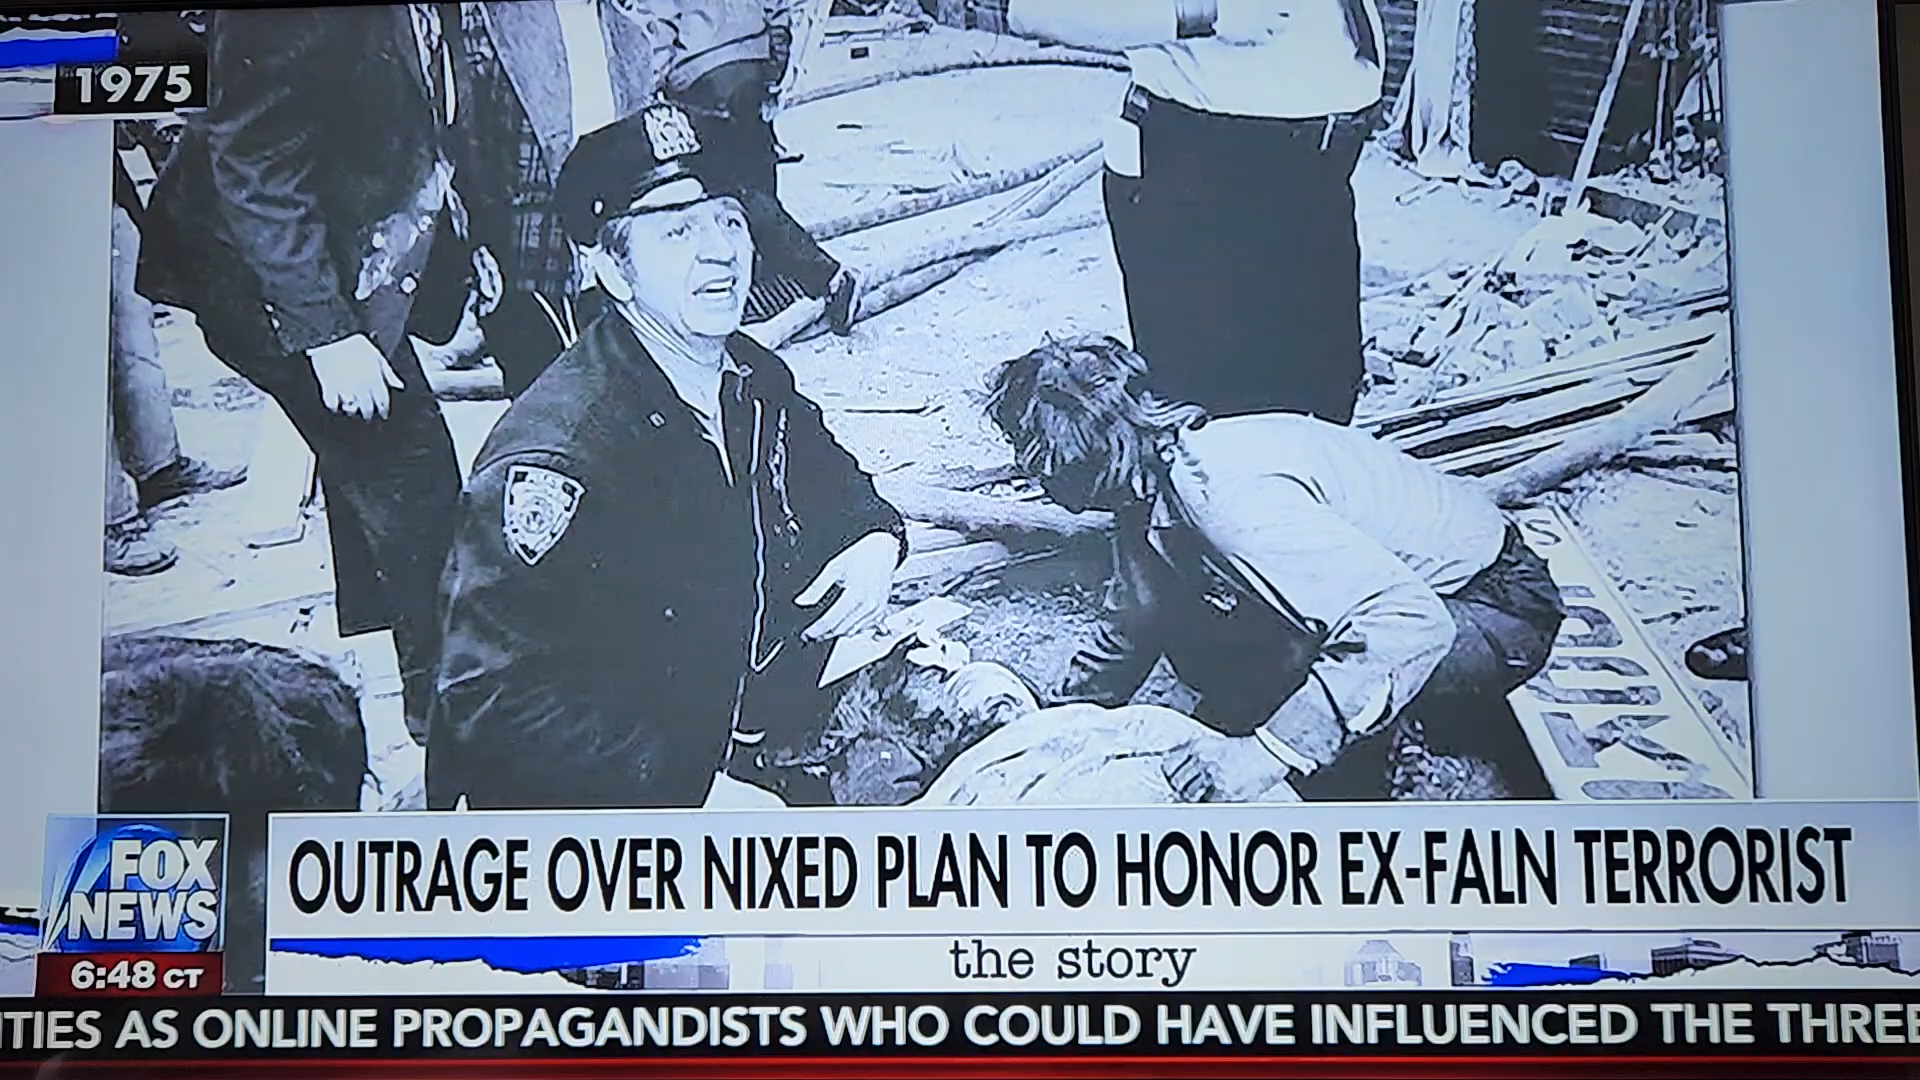 1975
OUTRAGE OVER NIXED PLAN TO HONOR EX-FALN TERRORIST
FOX
NEWS
the story
6:48 CT
TIES AS ONLINE PROPAGANDISTS WHO COULD HAVE INFLUENCED THE THREE